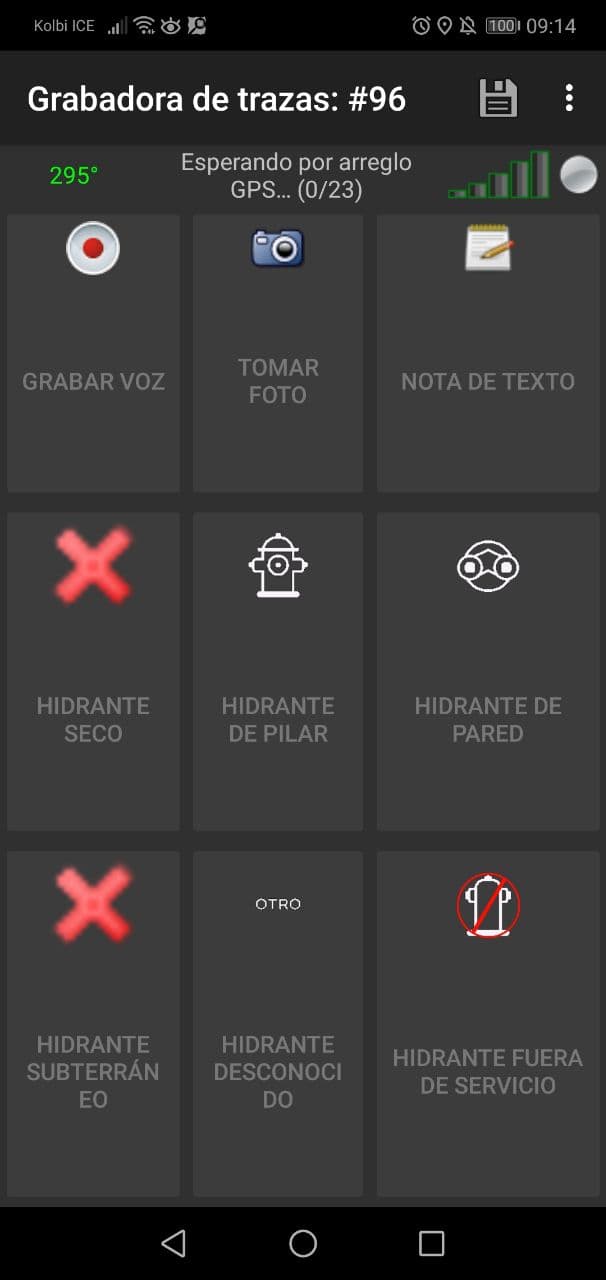 Kolbi ICE
100
09:14
Grabadora de trazas: #96
295°
Esperando por arreglo
GPS... (0/23)
GRABAR VOZ
TOMAR
FOTO
NOTA DE TEXTO
HIDRANTE
SECO
HIDRANTE
DE PILAR
HIDRANTE DE
PARED
OTRO
HIDRANTE
SUBTERRÁN
EO
HIDRANTE
DESCONOCI
DO
HIDRANTE FUERA
DE SERVICIO